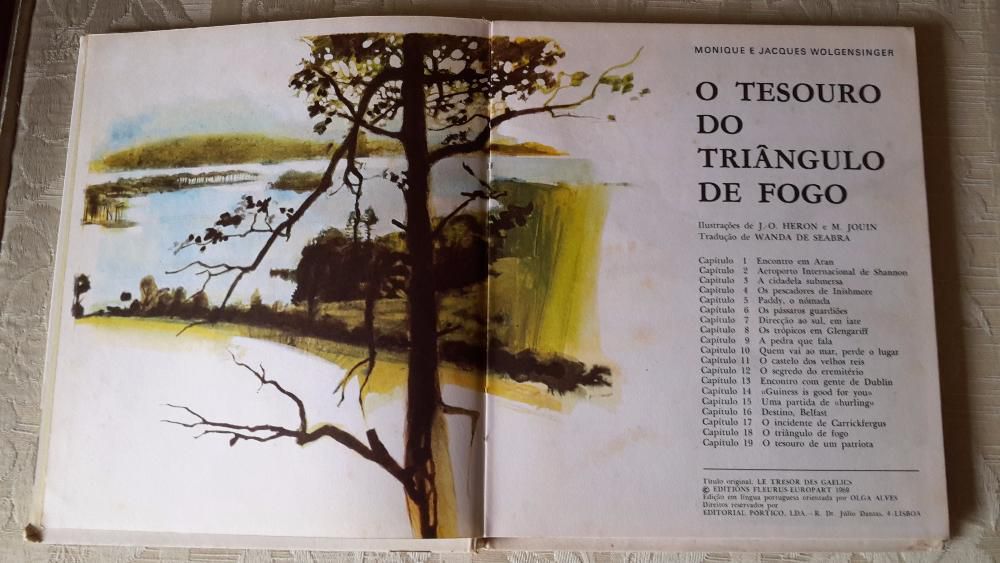 MONIQUE E JACQUES WOLGENSINGER
O TESOURO
DO
TRIÂNGULO
DE FOGO
Ilustrações de J.-O. HERON e M. JOUIN
Tradução de WANDA DE SEABRA
Capítulo 1 Encontro em Aran
Capítulo 2 Aeroporto Internacional de Shannon
Capítulo 3 A cidadela submersa
Capítulo 4 Os pescadores de Inishmore
Capítulo 5 Paddy, o nómada
Capítulo 6 Os pássaros guardiões
Capítulo 7 Direcção ao sul, em iate
Capítulo 8 Os trópicos em Glengariff
Capítulo 9 A pedra que fala
Capítulo 10 Quem vai ao mar, perde o lugar
Capítulo 11 O castelo dos velhos reis
Capítulo 12 O segredo do eremitério
Capítulo 13 Encontro com gente de Dublin
Capítulo 14 «Guiness is good for you»
Capítulo 15 Uma partida de «hurling»
Capítulo 16 Destino, Belfast
Capítulo 17 O incidente de Carrickfergus
Capítulo 18 O triângulo de fogo
Capítulo 19 O tesouro de um patriota
Título original: LE TRESOR DES GAELICS
© EDITIONS FLEURUS-EUROPART 1969
Edição em língua portuguesa orientada por OLGA ALVES
Direitos reservados por
EDITORIAL PÓRTICO, LDA. — R. Dr. Júlio Dantas, 4-LISBOA